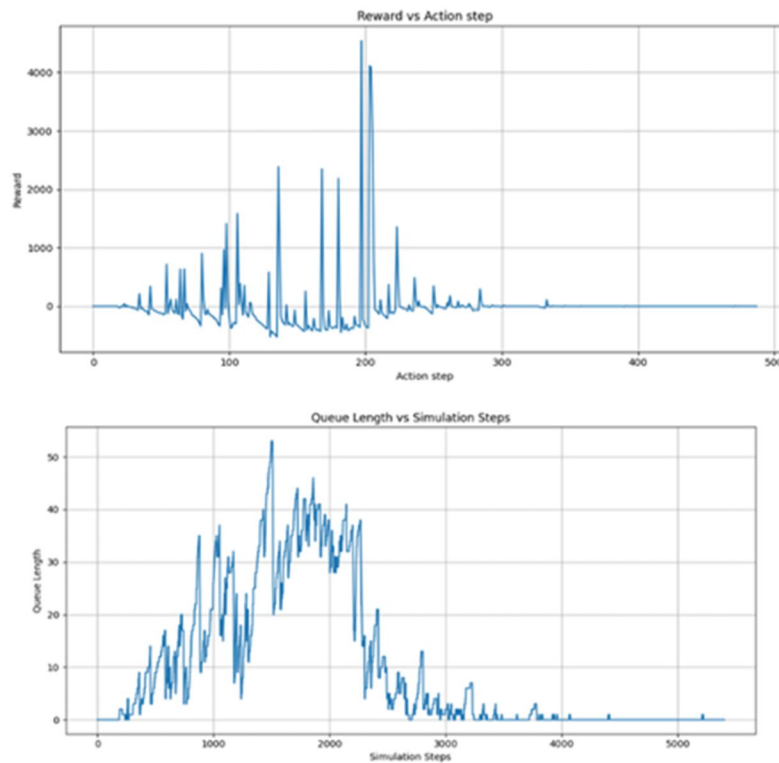 Reward vs Action step
4000
3000
2000
1000
0
Reward
0 100 200 300 400 500
Action step
Queue Length vs Simulation Steps
50
40
30
20
10
0
Queue Length
0 1000 2000 3000 4000 5000
Simulation Steps